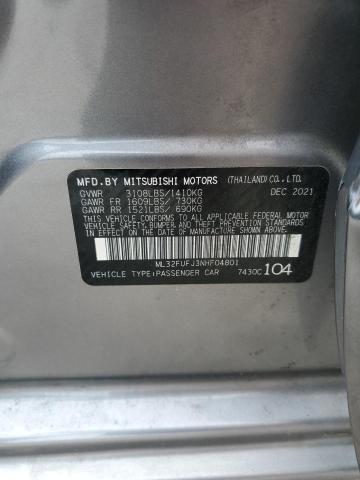 MFD.BY MITSUBISHI MOTORS (THAILAND)CO.,LTD.
GVWR 3108LBS/1410KG DEC 2021
GAWR FR 1609LBS/ 730KG
GAWR RR 1521LBS/ 690KG
THIS VEHICLE CONFORMS TO ALL APPLICABLE
FEDERAL MOTOR VEHICLE SAFETY, BUMPER, AND THEFT
PREVENTION STANDARDS IN EFFECT ON THE DATE OF
MANUFACTURE SHOWN ABOVE.
ML32FUFJ3NHF04801
VEHICLE TYPE:PASSENGER CAR 7430C 104